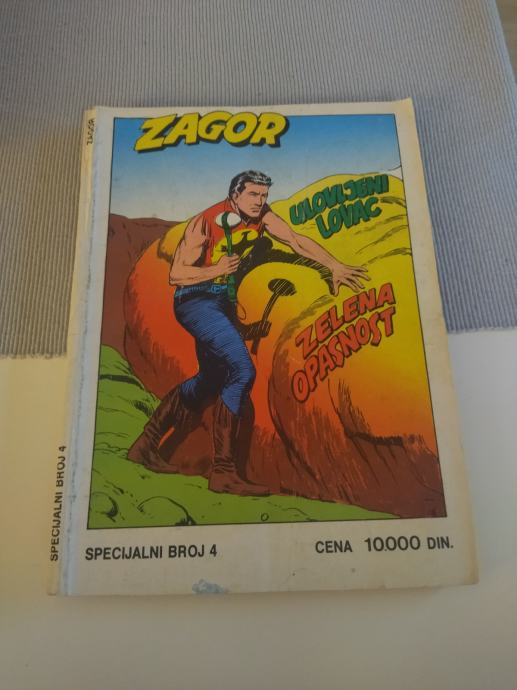 ZAGOR
ZAGOR
ULOVLJENI
LOVAC
ZELENA
OPASNOST
SPECIJALNI BROJ 4
SPECIJALNI BROJ 4
CENA 10.000 DIN.